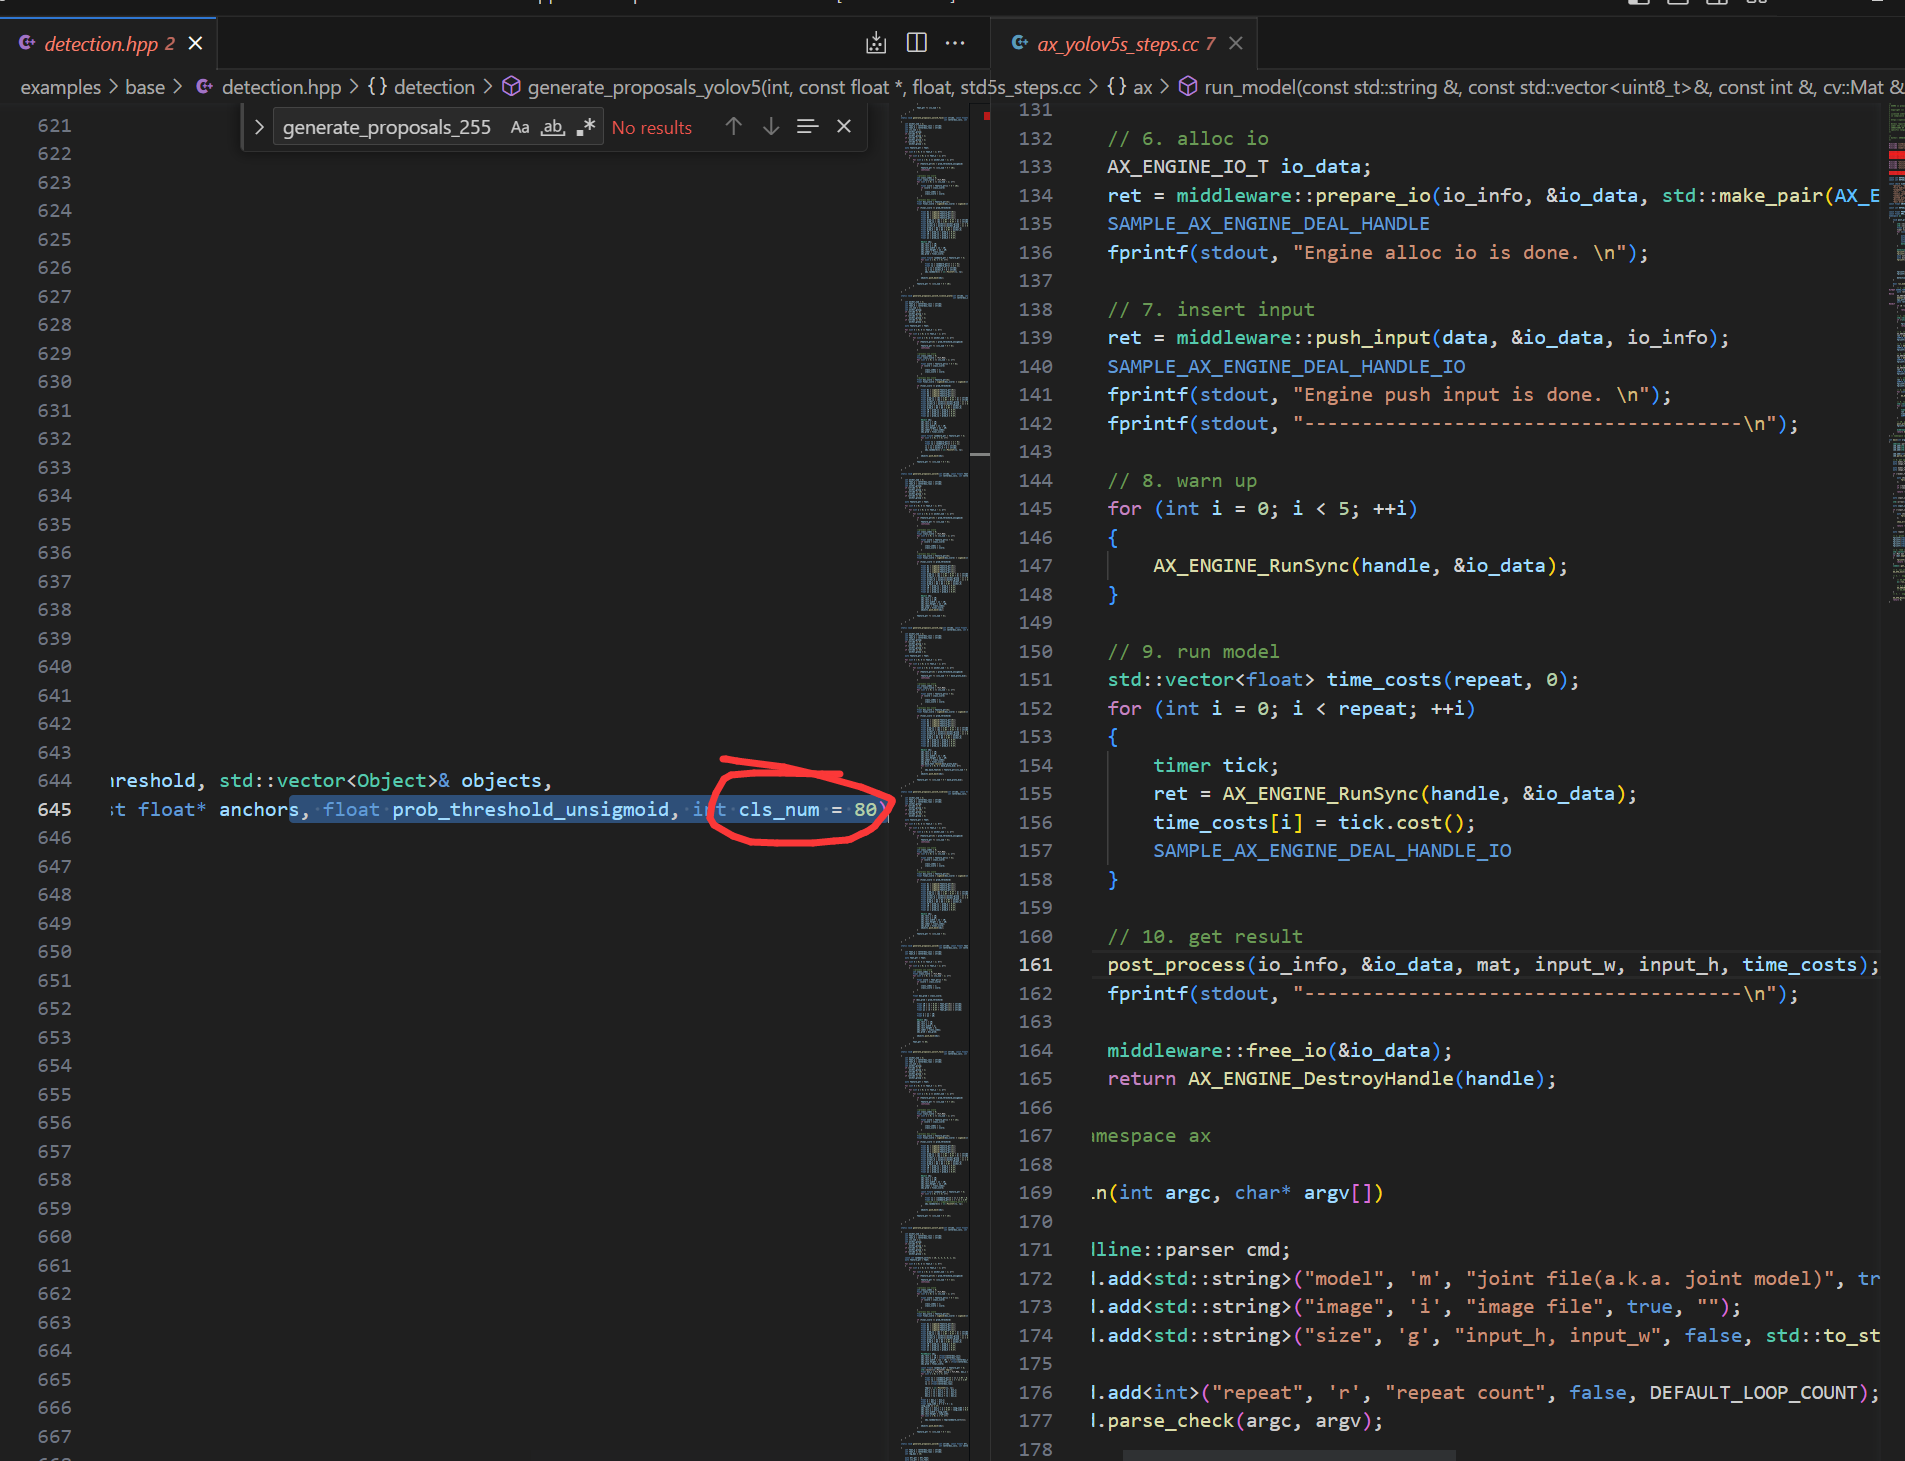 detection.hpp 2
ax_yolov5s_steps.cc 7
examples > base > detection.hpp > {} detection > generate_proposals_yolov5(int, const float *, float, std
5s_steps.cc > {} ax > run_model(const std::string &, const std::vector<uint8_t>&, const int &, cv::Mat &
generate_proposals_255 Aa ab No results
621
622
623
624
625
626
627
628
629
630
631
632
633
634
635
636
637
638
639
640
641
642
643
644 reshold, std::vector<Object>& objects,
645 st float* anchors, float prob_threshold_unsigmoid, int cls_num = 80)
646
647
648
649
650
651
652
653
654
655
656
657
658
659
660
661
662
663
664
665
666
667
131
132 // 6. alloc io
133 AX_ENGINE_IO_T io_data;
134 ret = middleware::prepare_io(io_info, &io_data, std::make_pair(AX_E
135 SAMPLE_AX_ENGINE_DEAL_HANDLE
136 fprintf(stdout, "Engine alloc io is done. \n");
137
138 // 7. insert input
139 ret = middleware::push_input(data, &io_data, io_info);
140 SAMPLE_AX_ENGINE_DEAL_HANDLE_IO
141 fprintf(stdout, "Engine push input is done. \n");
142 fprintf(stdout, "--------------------------------------\n");
143
144 // 8. warn up
145 for (int i = 0; i < 5; ++i)
146 {
147 AX_ENGINE_RunSync(handle, &io_data);
148 }
149
150 // 9. run model
151 std::vector<float> time_costs(repeat, 0);
152 for (int i = 0; i < repeat; ++i)
153 {
154 timer tick;
155 ret = AX_ENGINE_RunSync(handle, &io_data);
156 time_costs[i] = tick.cost();
157 SAMPLE_AX_ENGINE_DEAL_HANDLE_IO
158 }
159
160 // 10. get result
161 post_process(io_info, &io_data, mat, input_w, input_h, time_costs);
162 fprintf(stdout, "--------------------------------------\n");
163
164 middleware::free_io(&io_data);
165 return AX_ENGINE_DestroyHandle(handle);
166
167 mespace ax
168
169 n(int argc, char* argv[])
170
171 line::parser cmd;
172 .add<std::string>("model", 'm', "joint file(a.k.a. joint model)", tr
173 .add<std::string>("image", 'i', "image file", true, "");
174 .add<std::string>("size", 'g', "input_h, input_w", false, std::to_st
175
176 .add<int>("repeat", 'r', "repeat count", false, DEFAULT_LOOP_COUNT);
177 .parse_check(argc, argv);
178